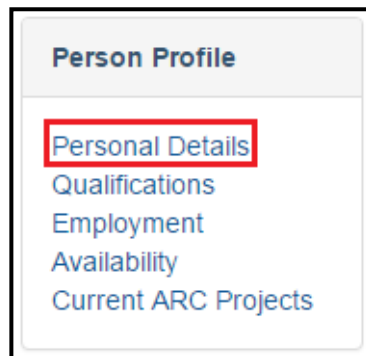 Person Profile
Personal Details
Qualifications
Employment
Availability
Current ARC Projects